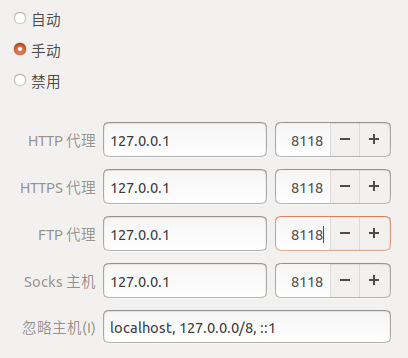 自动
手动
禁用
HTTP 代理 127.0.0.1 8118 − +
HTTPS 代理 127.0.0.1 8118 − +
FTP 代理 127.0.0.1 8118 − +
Socks 主机 127.0.0.1 8118 − +
忽略主机(I) localhost, 127.0.0.0/8, ::1